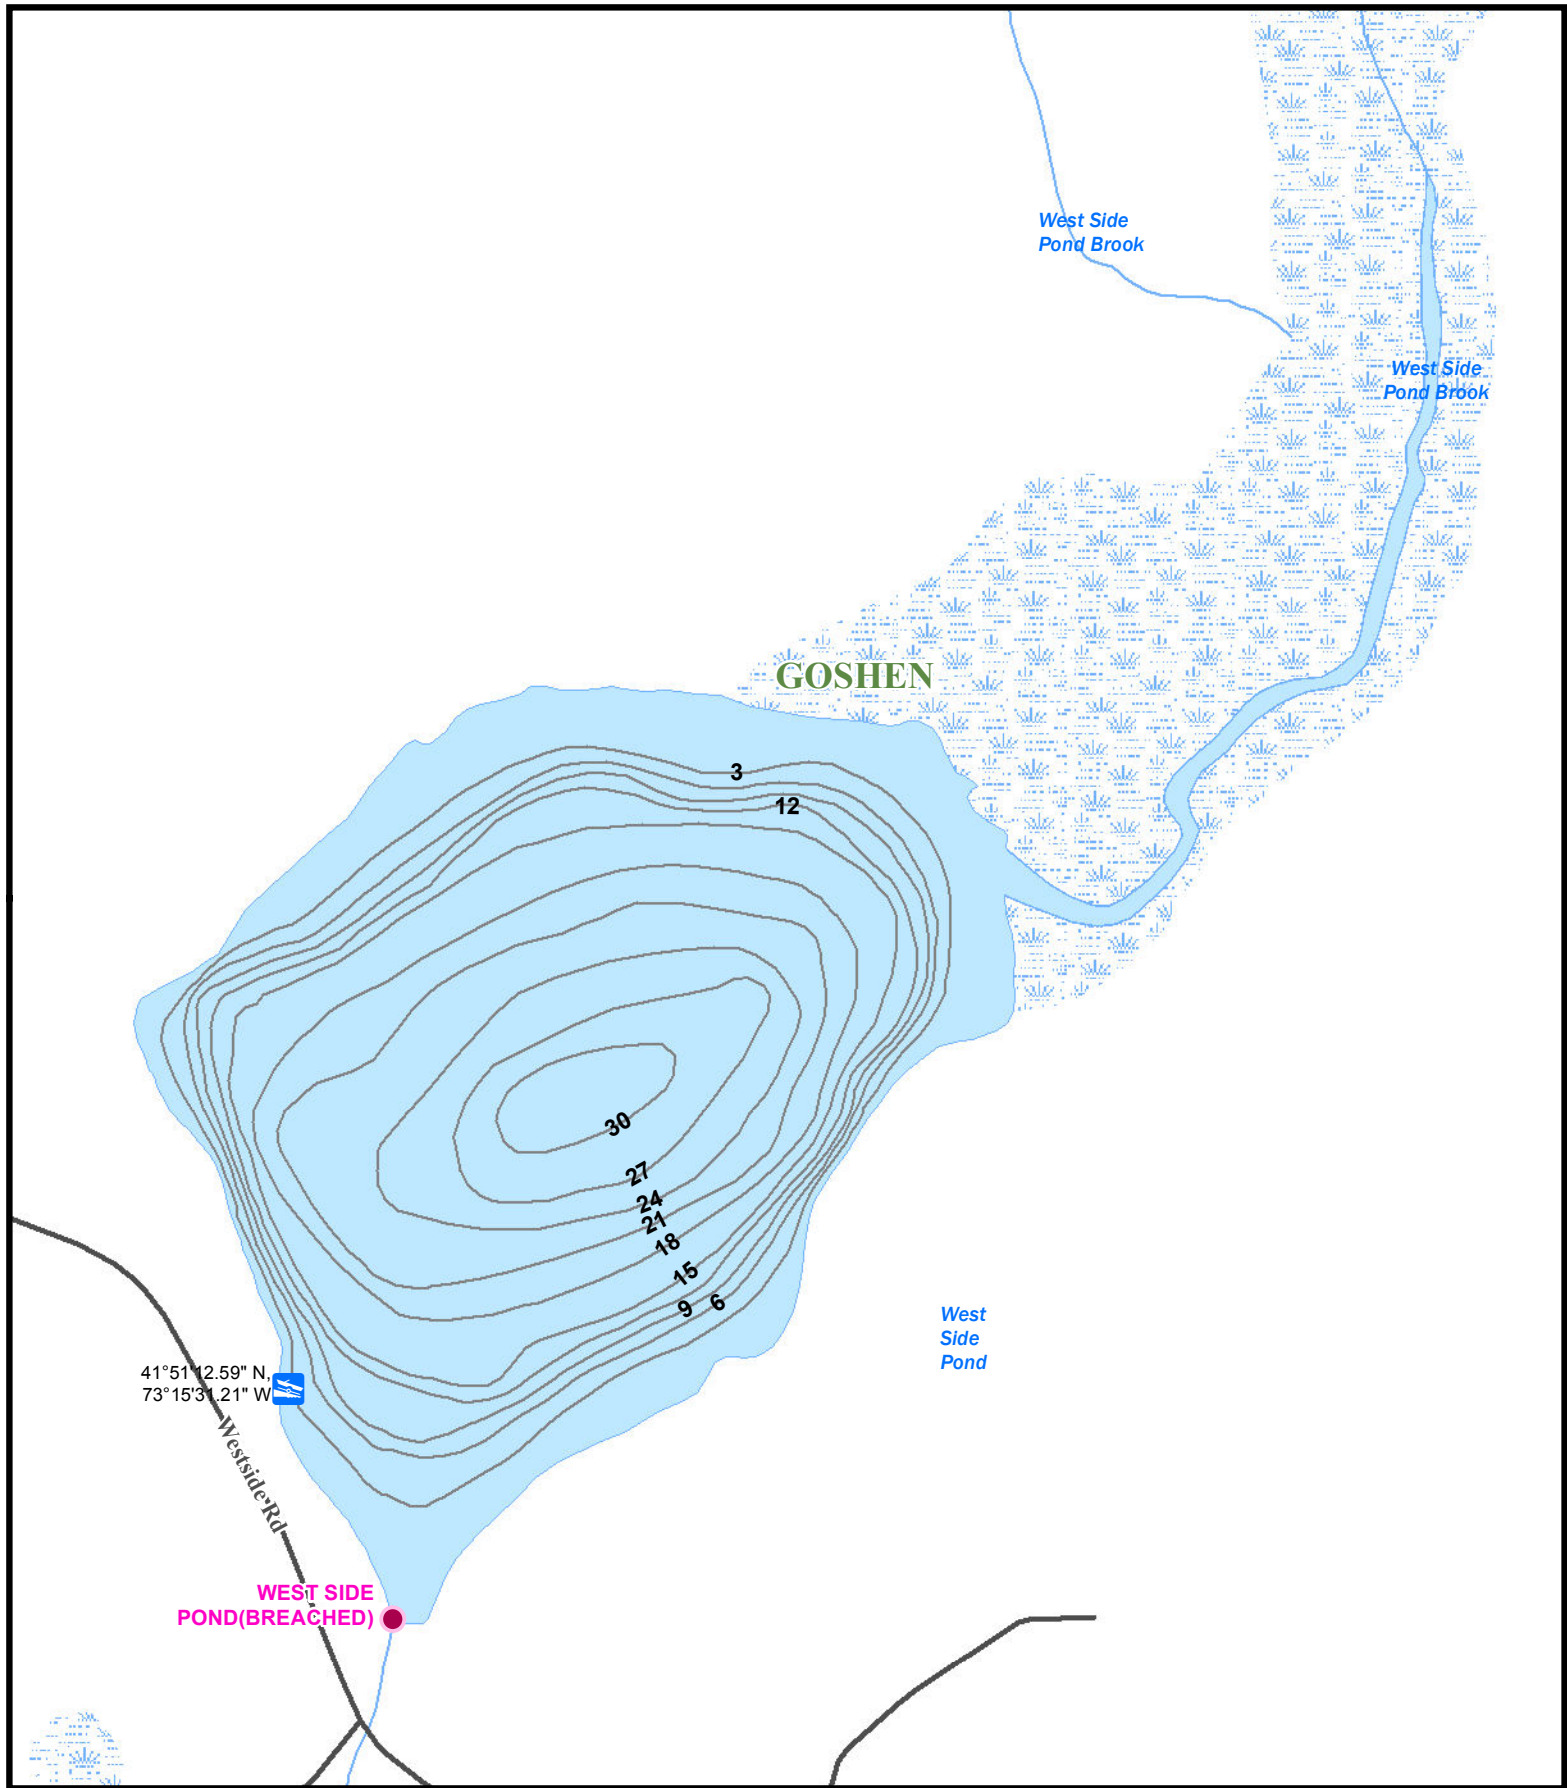 West Side
Pond Brook
West Side
Pond Brook
GOSHEN
3
12
30
27
24
21
18
15
9
6
West
Side
Pond
41°51'12.59" N,
73°15'31.21" W
Westside Rd
WEST SIDE
POND(BREACHED)